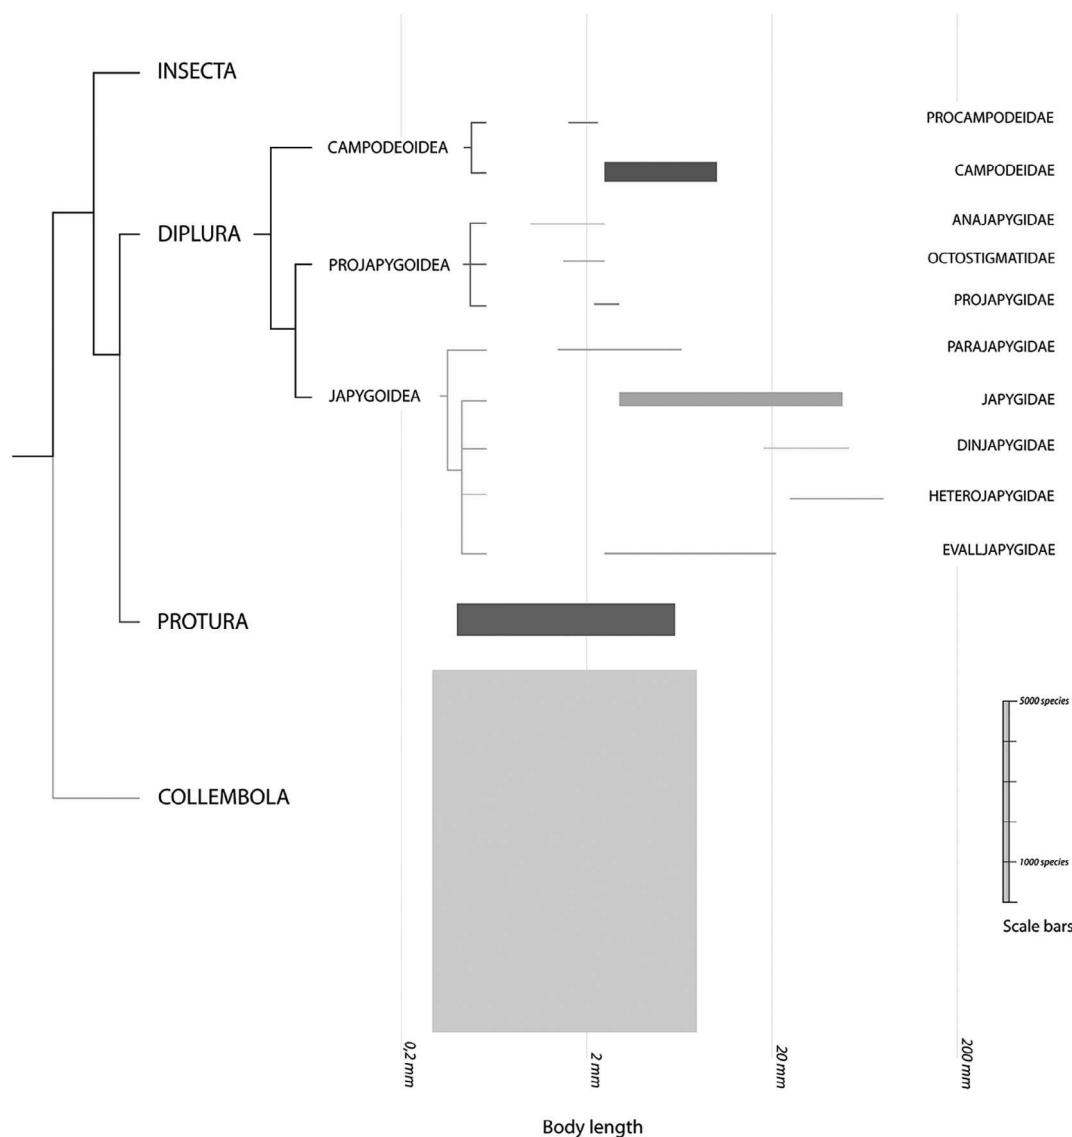 INSECTA
PROCAMPODEIDAE
CAMPODEOIDEA
CAMPODEIDAE
ANAJAPYGIDAE
DIPLURA
OCTOSTIGMATIDAE
PROJAPYGOIDEA
PROJAPYGIDAE
PARAJAPYGIDAE
JAPYGOIDEA
JAPYGIDAE
DINJAPYGIDAE
HETEROJAPYGIDAE
EVALLJAPYGIDAE
PROTURA
5000 species
COLLEMBOLA
1000 species
Scale bars
0,2 mm
2 mm
20 mm
200 mm
Body length